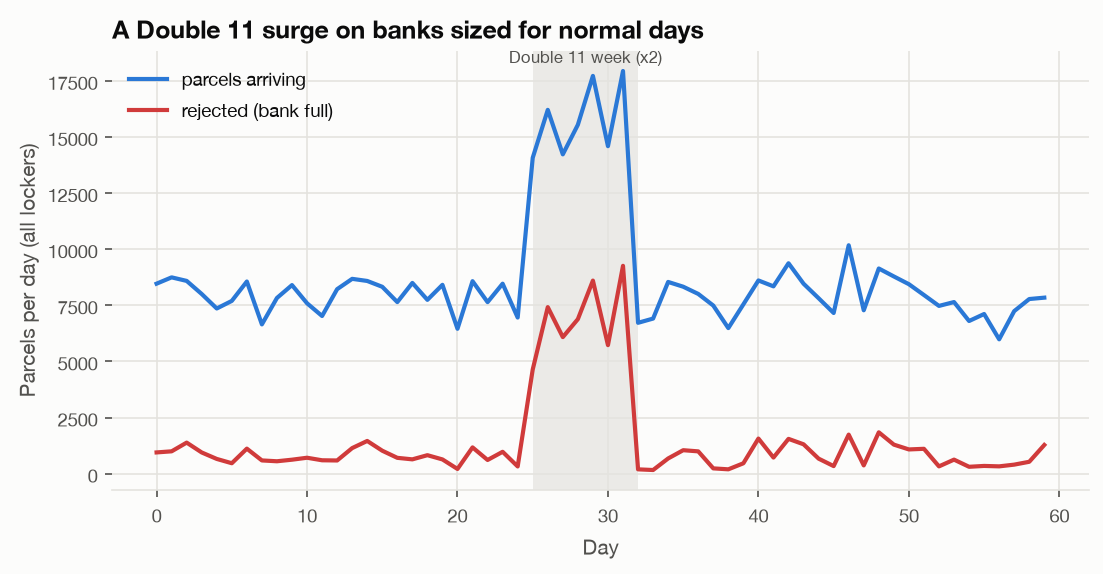 A Double 11 surge on banks sized for normal days
Double 11 week (x2)
parcels arriving
rejected (bank full)
Parcels per day (all lockers)
17500
15000
12500
10000
7500
5000
2500
0
0 10 20 30 40 50 60
Day